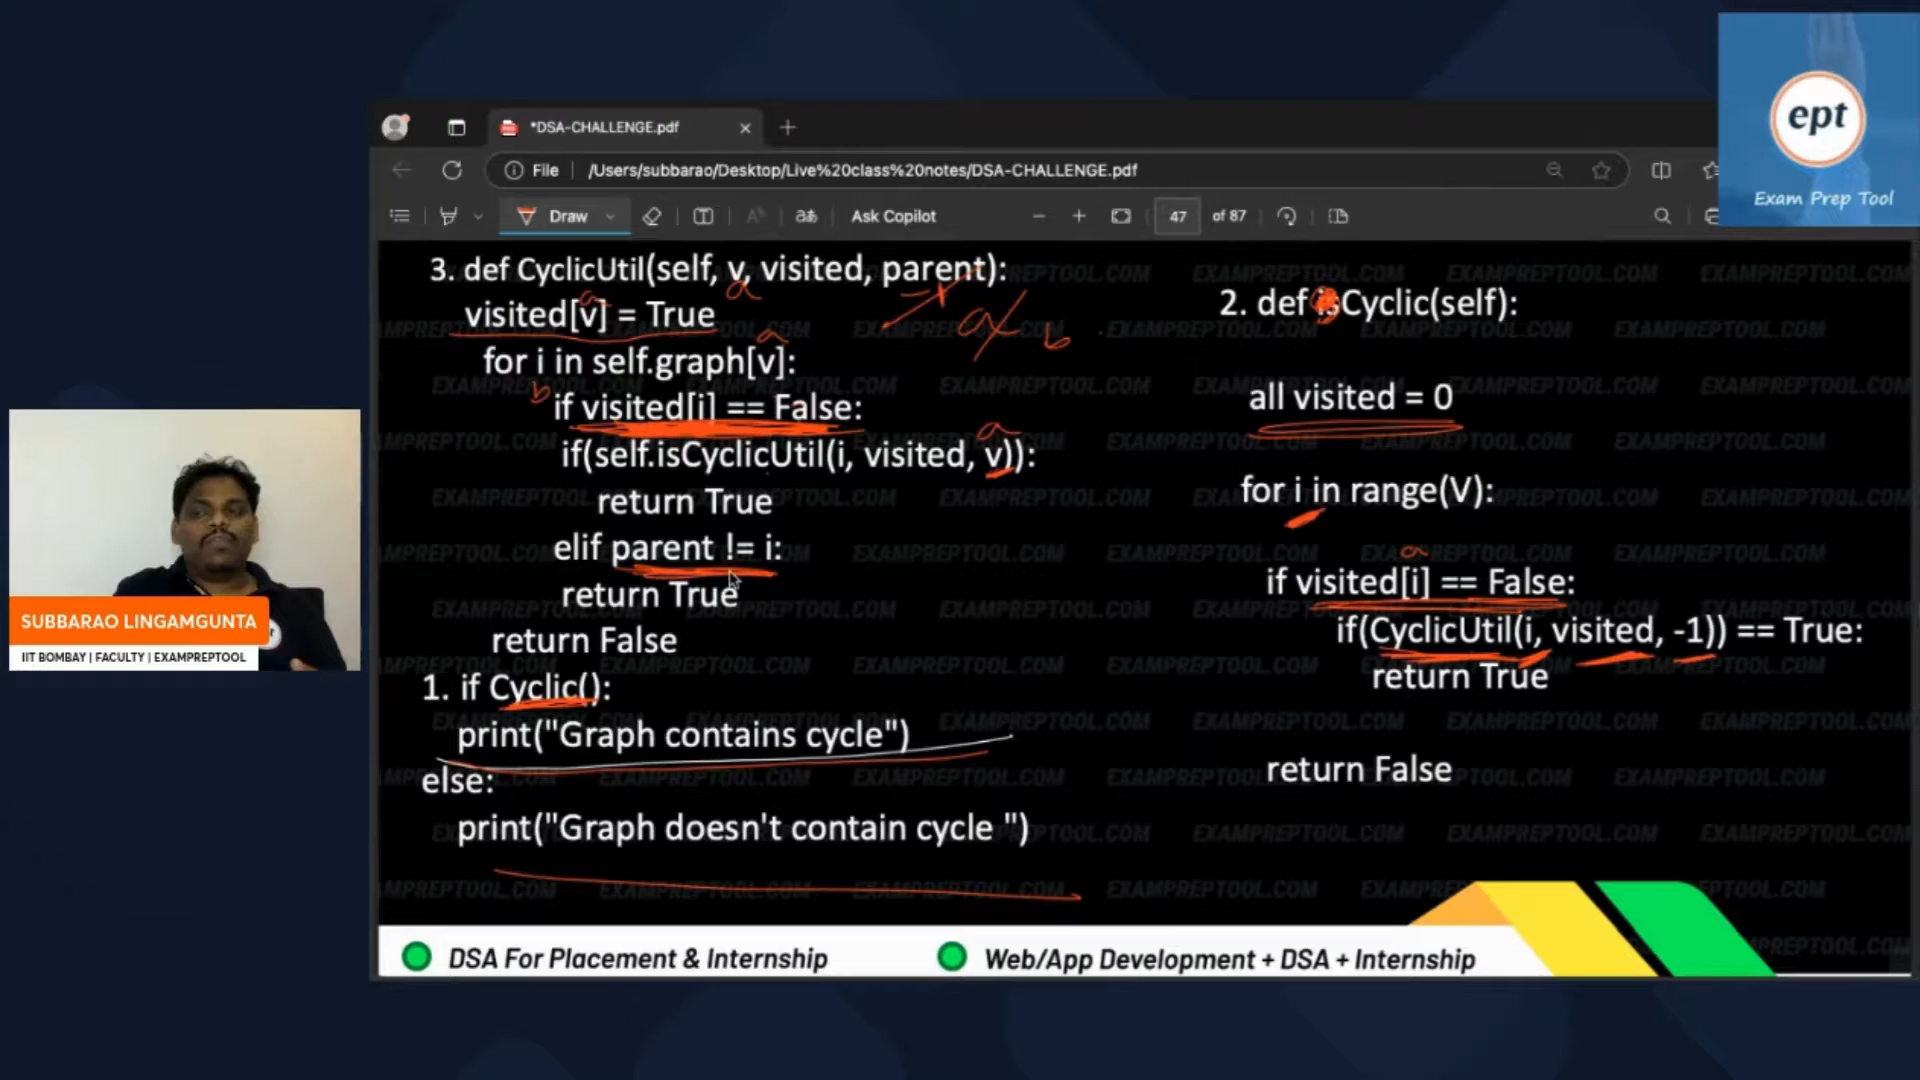 ept
Exam Prep Tool
*DSA-CHALLENGE.pdf
File
/Users/subbarao/Desktop/Live%20class%20notes/DSA-CHALLENGE.pdf
Draw
Ask Copilot
47 of 87
3. def CyclicUtil(self, v, visited, parent):
visited[v] = True
for i in self.graph[v]:
if visited[i] == False:
if(self.isCyclicUtil(i, visited, v)):
return True
elif parent != i:
return True
return False
1. if Cyclic():
print("Graph contains cycle")
else:
print("Graph doesn't contain cycle ")
a
a
a
b
a
a
b
2. def isCyclic(self):
all visited = 0
for i in range(V):
a
if visited[i] == False:
if(CyclicUtil(i, visited, -1)) == True:
return True
return False
EXAMPREPTOOL.COM
SUBBARAO LINGAMGUNTA
IIT BOMBAY | FACULTY | EXAMPREPTOOL
DSA For Placement & Internship
Web/App Development + DSA + Internship